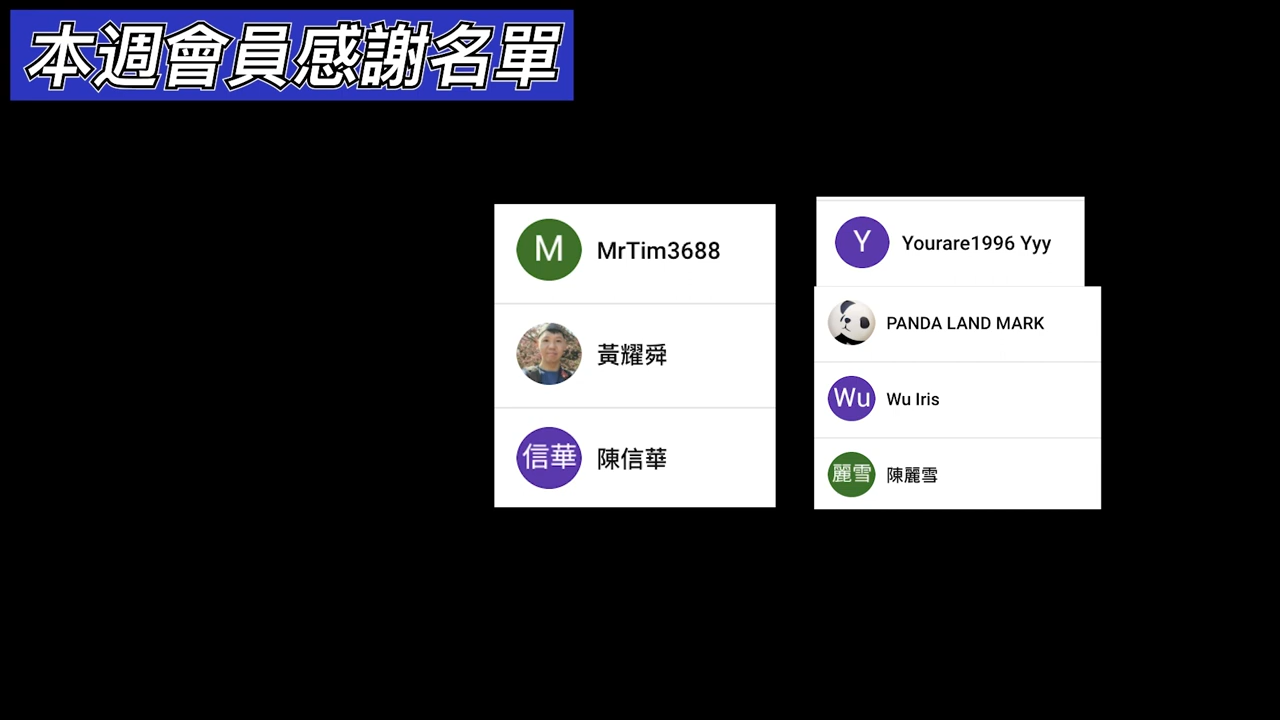 本週會員感謝名單
M MrTim3688
黃耀舜
信華 陳信華
Y Yourare1996 Yyy
PANDA LAND MARK
Wu Wu Iris
麗雪 陳麗雪